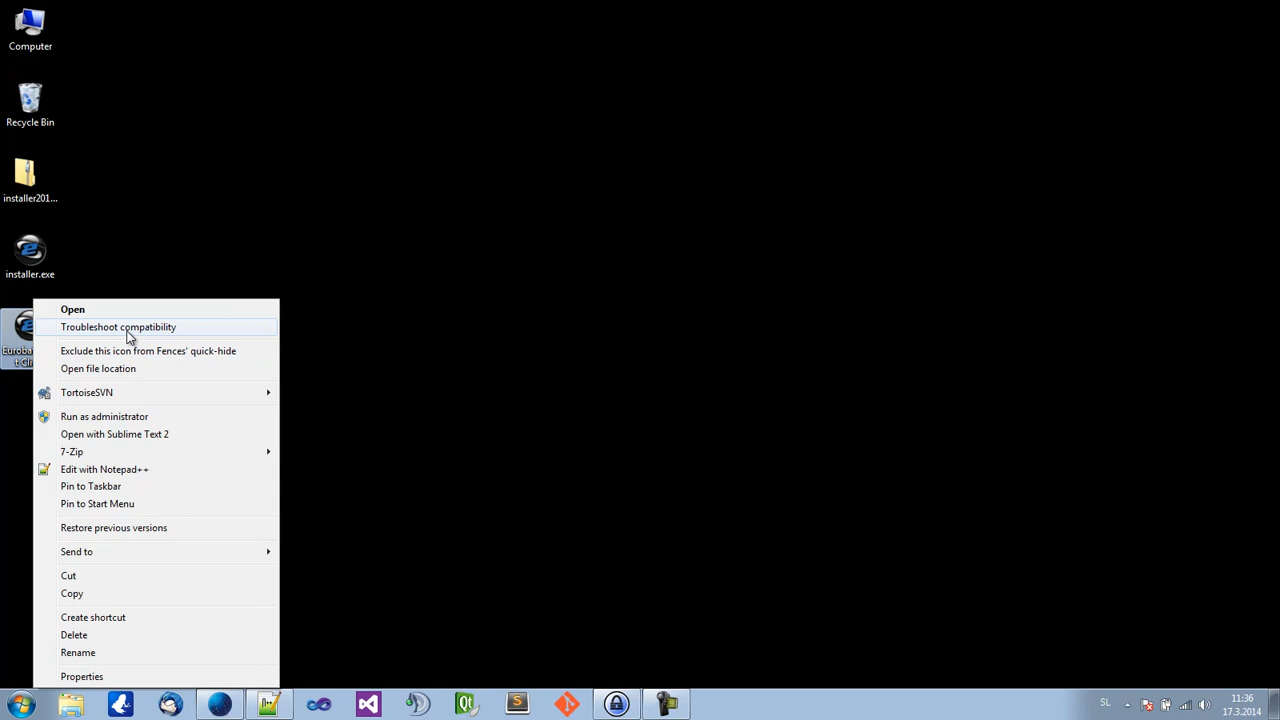 Computer
Recycle Bin
installer201...
installer.exe
Open
Troubleshoot compatibility
Exclude this icon from Fences' quick-hide
Open file location
TortoiseSVN
Run as administrator
Open with Sublime Text 2
7-Zip
Edit with Notepad++
Pin to Taskbar
Pin to Start Menu
Restore previous versions
Send to
Cut
Copy
Create shortcut
Delete
Rename
Properties
SL
11:36
17.3.2014